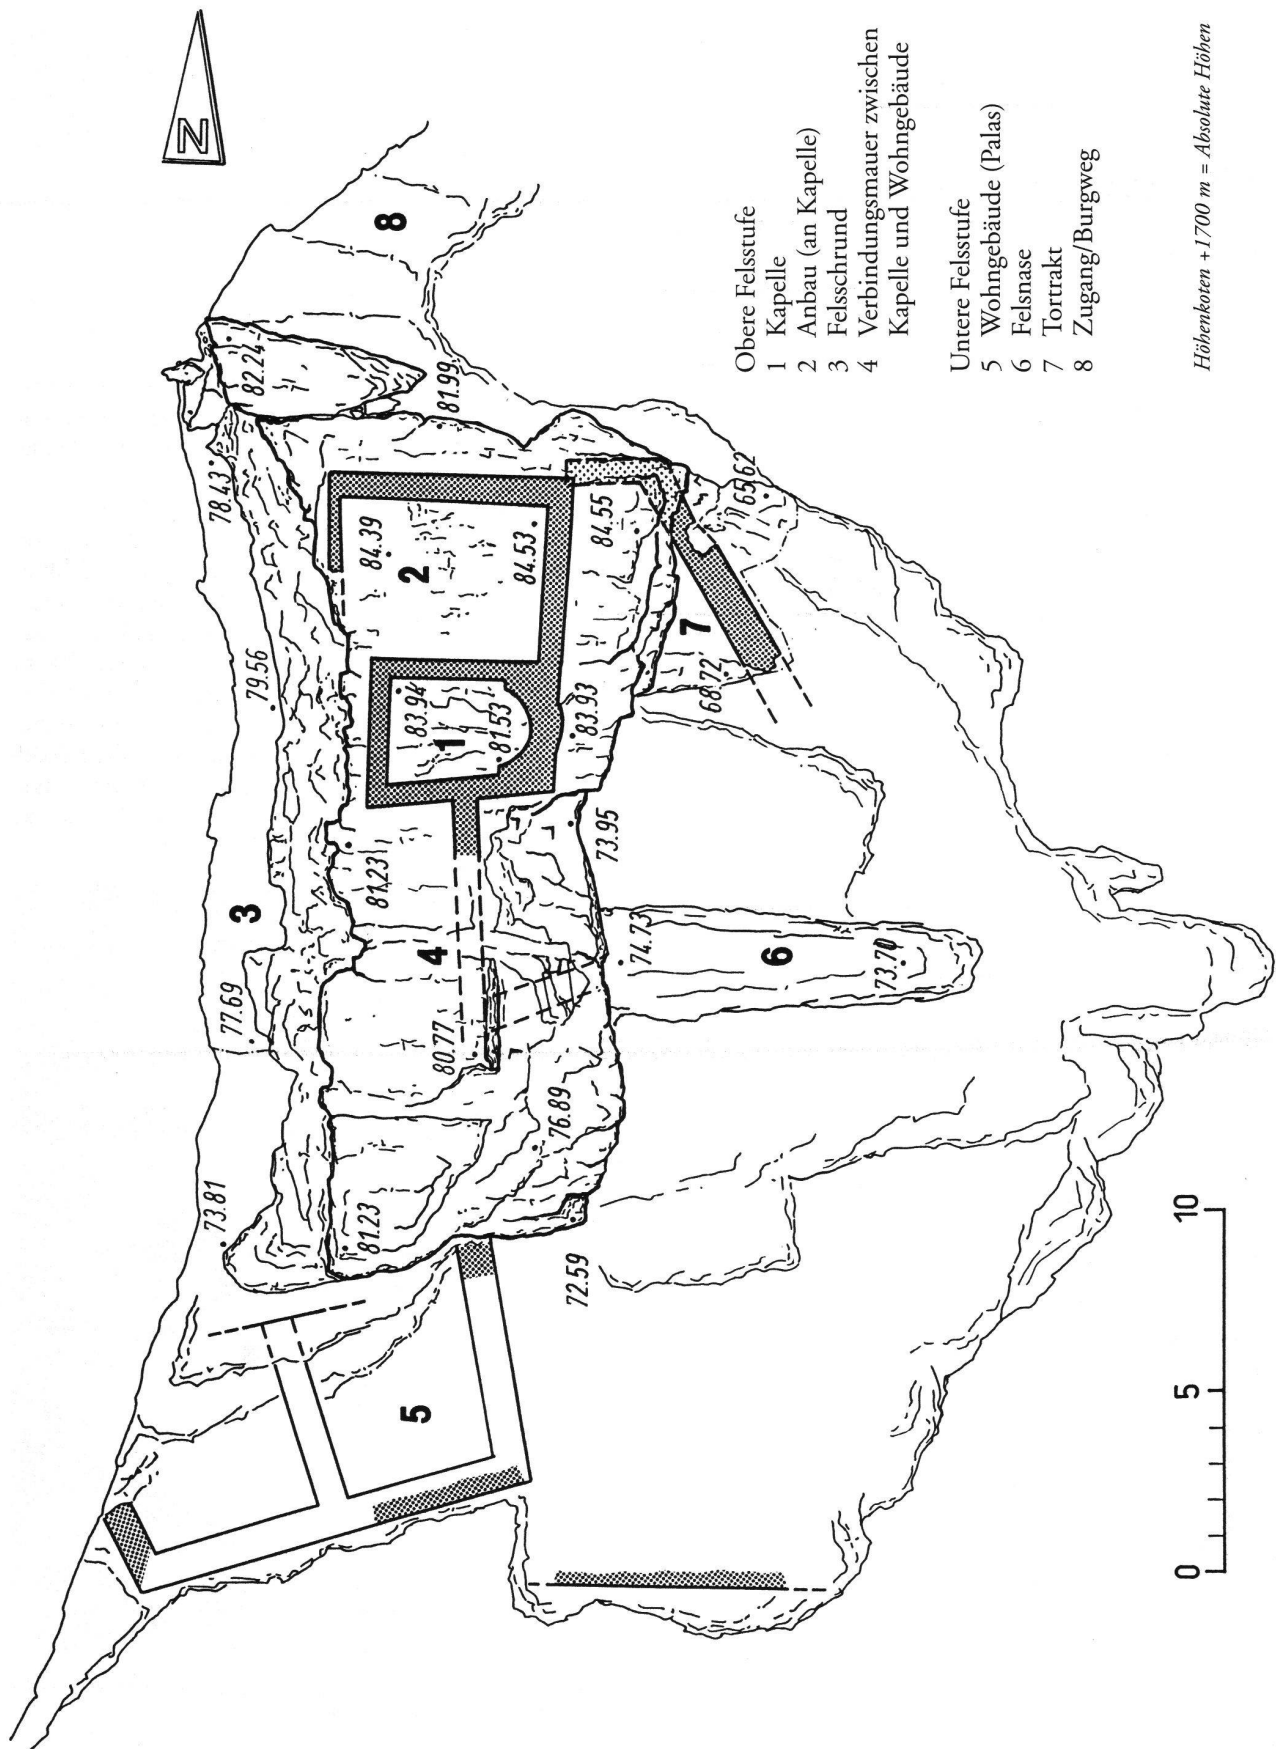 N
Obere Felsstufe
1 Kapelle
2 Anbau (an Kapelle)
3 Felsschrund
4 Verbindungsmauer zwischen
Kapelle und Wohngebäude
Untere Felsstufe
5 Wohngebäude (Palas)
6 Felsnase
7 Tortrakt
8 Zugang/Burgweg
Höhenkoten +1700 m = Absolute Höhen
73.81
77.69
79.56
78.43
82.24
8
3
81.23
80.77
4
81.23
83.94
1
81.53
84.39
2
84.53
81.99
5
72.59
76.89
73.95
83.93
84.55
74.73
6
73.70
68.72
7
65.62
0 5 10